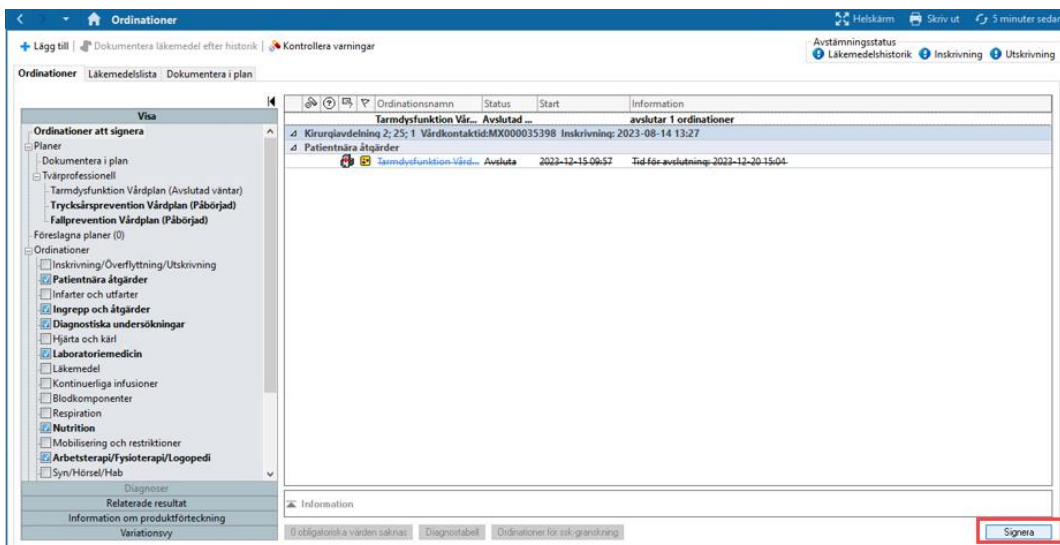 Ordinationer
Helskärm Skriv ut 5 minuter sedan
Lägg till Dokumentera läkemedel efter historik Kontrollera varningar
Avstämningsstatus
Läkemedelshistorik Inskrivning Utskrivning
Ordinationer Läkemedelslista Dokumentera i plan
Visa
Ordinationer att signera
Planer
Dokumentera i plan
Tvärprofessionell
Tarmdysfunktion Vårdplan (Avslutad väntar)
Trycksårsprevention Vårdplan (Påbörjad)
Fallprevention Vårdplan (Påbörjad)
Föreslagna planer (0)
Ordinationer
Inskrivning/Överflyttning/Utskrivning
Patientnära åtgärder
Infarter och utfarter
Ingrepp och åtgärder
Diagnostiska undersökningar
Hjärta och kärl
Laboratoriemedicin
Läkemedel
Kontinuerliga infusioner
Blodkomponenter
Respiration
Nutrition
Mobilisering och restriktioner
Arbetsterapi/Fysioterapi/Logopedi
Syn/Hörsel/Hab
Diagnoser
Relaterade resultat
Information om produktförteckning
Variationsvy
Ordinationsnamn Status Start Information
Tarmdysfunktion Vår... Avslutad ... avslutar 1 ordinationer
Kirurgiavdelning 2; 25; 1 Vårdkontaktid:MX000035398 Inskrivning: 2023-08-14 13:27
Patientnära åtgärder
Tarmdysfunktion Vård... Avsluta 2023-12-15 09:57 Tid för avslutning: 2023-12-20 15:04
Information
0 obligatoriska värden saknas Diagnostabell Ordinationer för ssk-granskning Signera